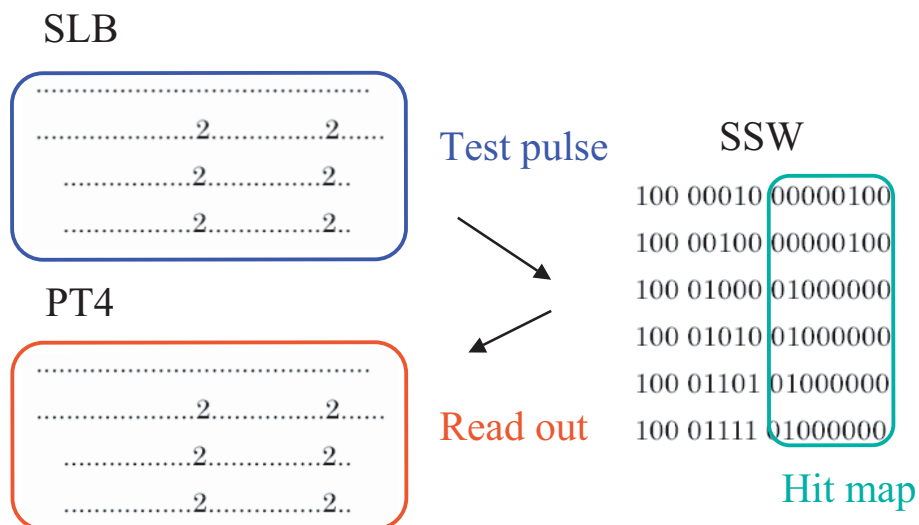 SLB
............................................
.....................2...............2......
.................2...............2..
.................2...............2..
Test pulse
PT4
............................................
.....................2...............2......
.................2...............2..
.................2...............2..
Read out
SSW
100 00010 00000100
100 00100 00000100
100 01000 01000000
100 01010 01000000
100 01101 01000000
100 01111 01000000
Hit map